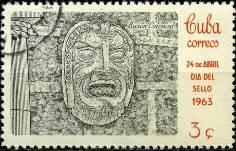 Cuba
correos
24 DE ABRIL
DIA DEL
SELLO
1963
3 ¢